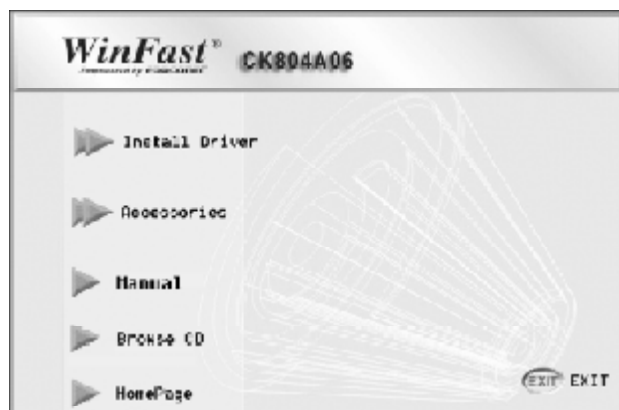 WinFast® CK804A06
Install Driver
Accessories
Manual
Browse CD
HomePage
EXIT EXIT